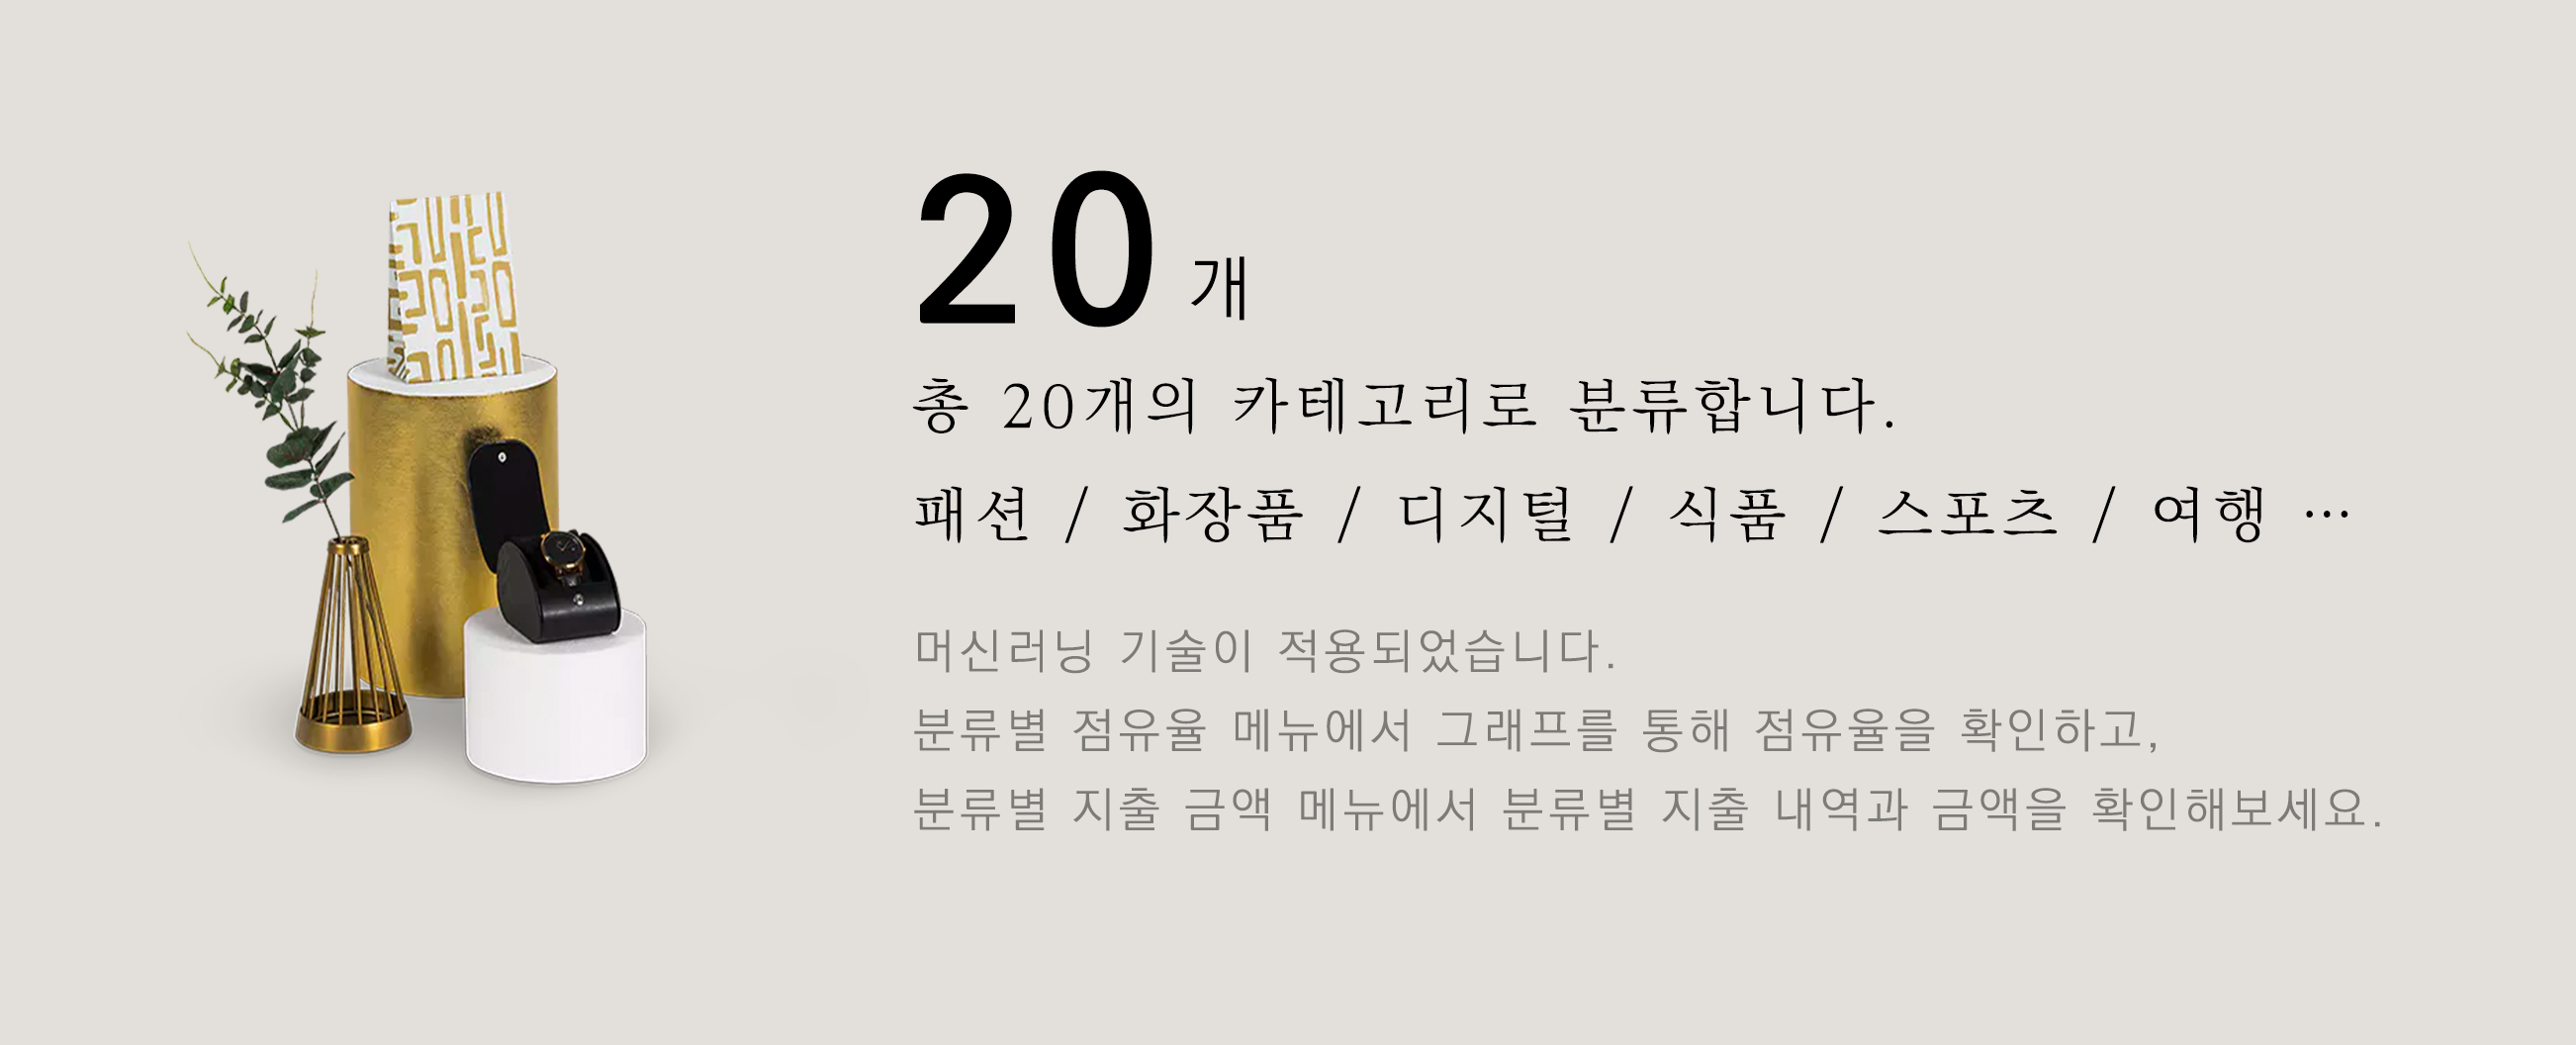 20 개
총 20개의 카테고리로 분류합니다.
패션 / 화장품 / 디지털 / 식품 / 스포츠 / 여행 …
머신러닝 기술이 적용되었습니다.
분류별 점유율 메뉴에서 그래프를 통해 점유율을 확인하고,
분류별 지출 금액 메뉴에서 분류별 지출 내역과 금액을 확인해보세요.